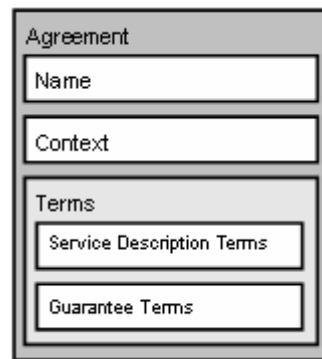 Agreement
Name
Context
Terms
Service Description Terms
Guarantee Terms